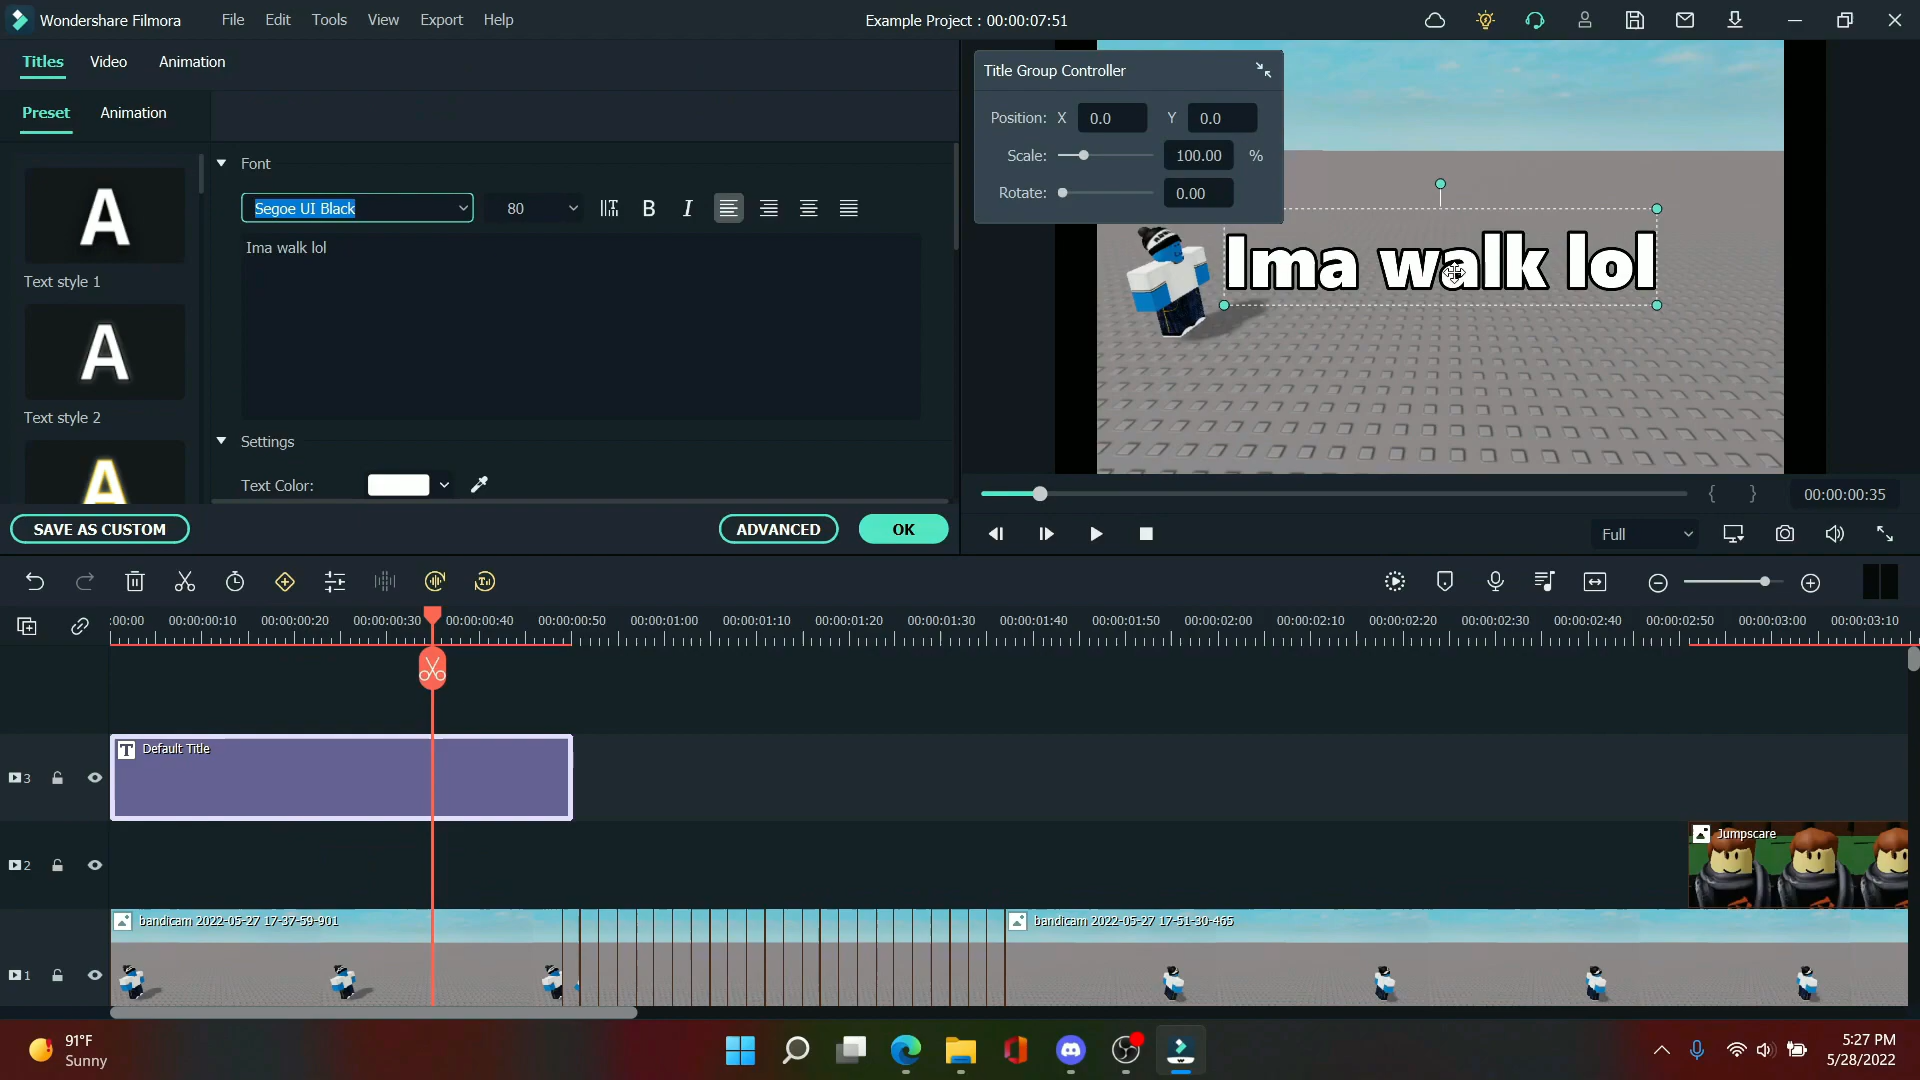 Wondershare Filmora
File Edit Tools View Export Help
Example Project : 00:00:07:51
Titles Video Animation
Preset Animation
Font
Segoe UI Black
80
B I
Ima walk lol
A
Text style 1
A
Text style 2
A
Settings
Text Color:
SAVE AS CUSTOM
ADVANCED
OK
Title Group Controller
Position: X 0.0 Y 0.0
Scale: 100.00 %
Rotate: 0.00
Ima walk lol
{ } 00:00:00:35
Full
:00:00 00:00:00:10 00:00:00:20 00:00:00:30 00:00:00:40 00:00:00:50 00:00:01:00 00:00:01:10 00:00:01:20 00:00:01:30 00:00:01:40 00:00:01:50 00:00:02:00 00:00:02:10 00:00:02:20 00:00:02:30 00:00:02:40 00:00:02:50 00:00:03:00 00:00:03:10
3
T Default Title
2
Jumpscare
1
bandicam 2022-05-27 17-37-59-901
bandicam 2022-05-27 17-51-30-465
91°F
Sunny
5:27 PM
5/28/2022